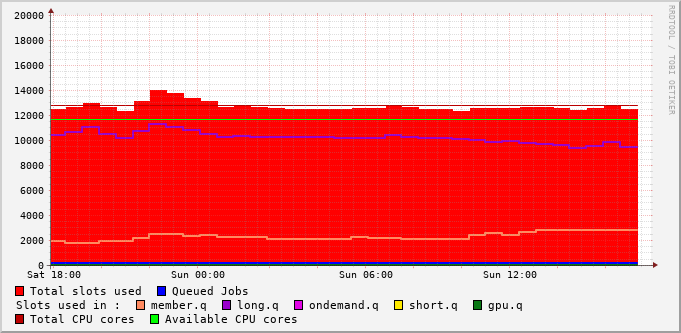 20000
18000
16000
14000
12000
10000
8000
6000
4000
2000
0
Sat 18:00 Sun 00:00 Sun 06:00 Sun 12:00
RRDTOOL / TOBI OETIKER
Total slots used Queued Jobs
Slots used in : member.q long.q ondemand.q short.q gpu.q
Total CPU cores Available CPU cores